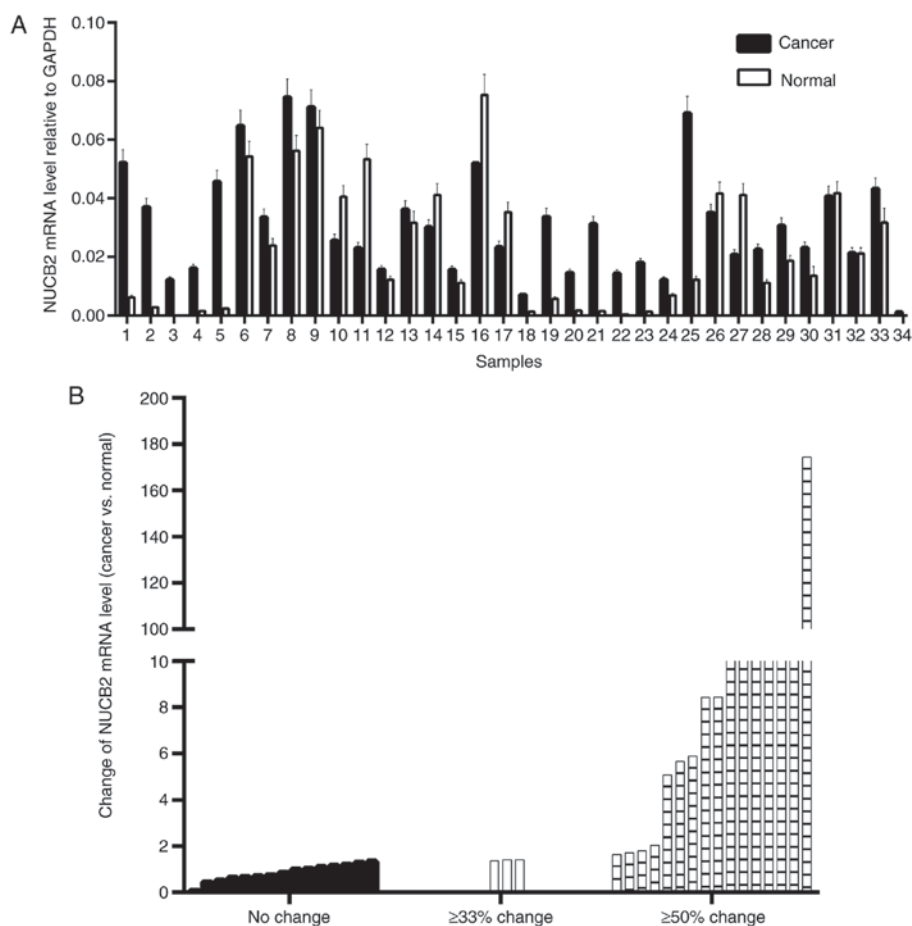 A
NUCB2 mRNA level relative to GAPDH
0.10
0.08
0.06
0.04
0.02
0.00
Cancer
Normal
1 2 3 4 5 6 7 8 9 10 11 12 13 14 15 16 17 18 19 20 21 22 23 24 25 26 27 28 29 30 31 32 33 34
Samples
B
Change of NUCB2 mRNA level (cancer vs. normal)
200
180
160
140
120
100
10
8
6
4
2
0
No change ≥33% change ≥50% change